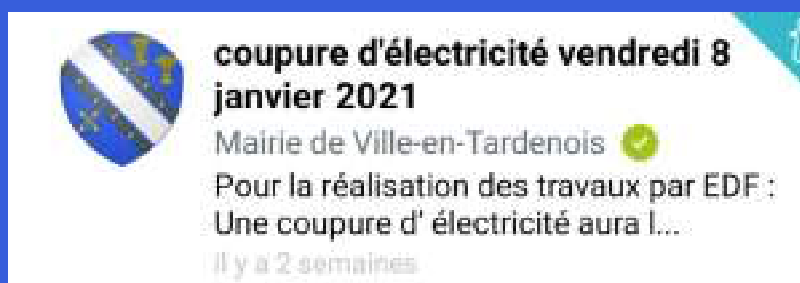 coupure d'électricité vendredi 8
janvier 2021
Mairie de Ville-en-Tardenois
Pour la réalisation des travaux par EDF :
Une coupure d' électricité aura l...
il y a 2 semaines